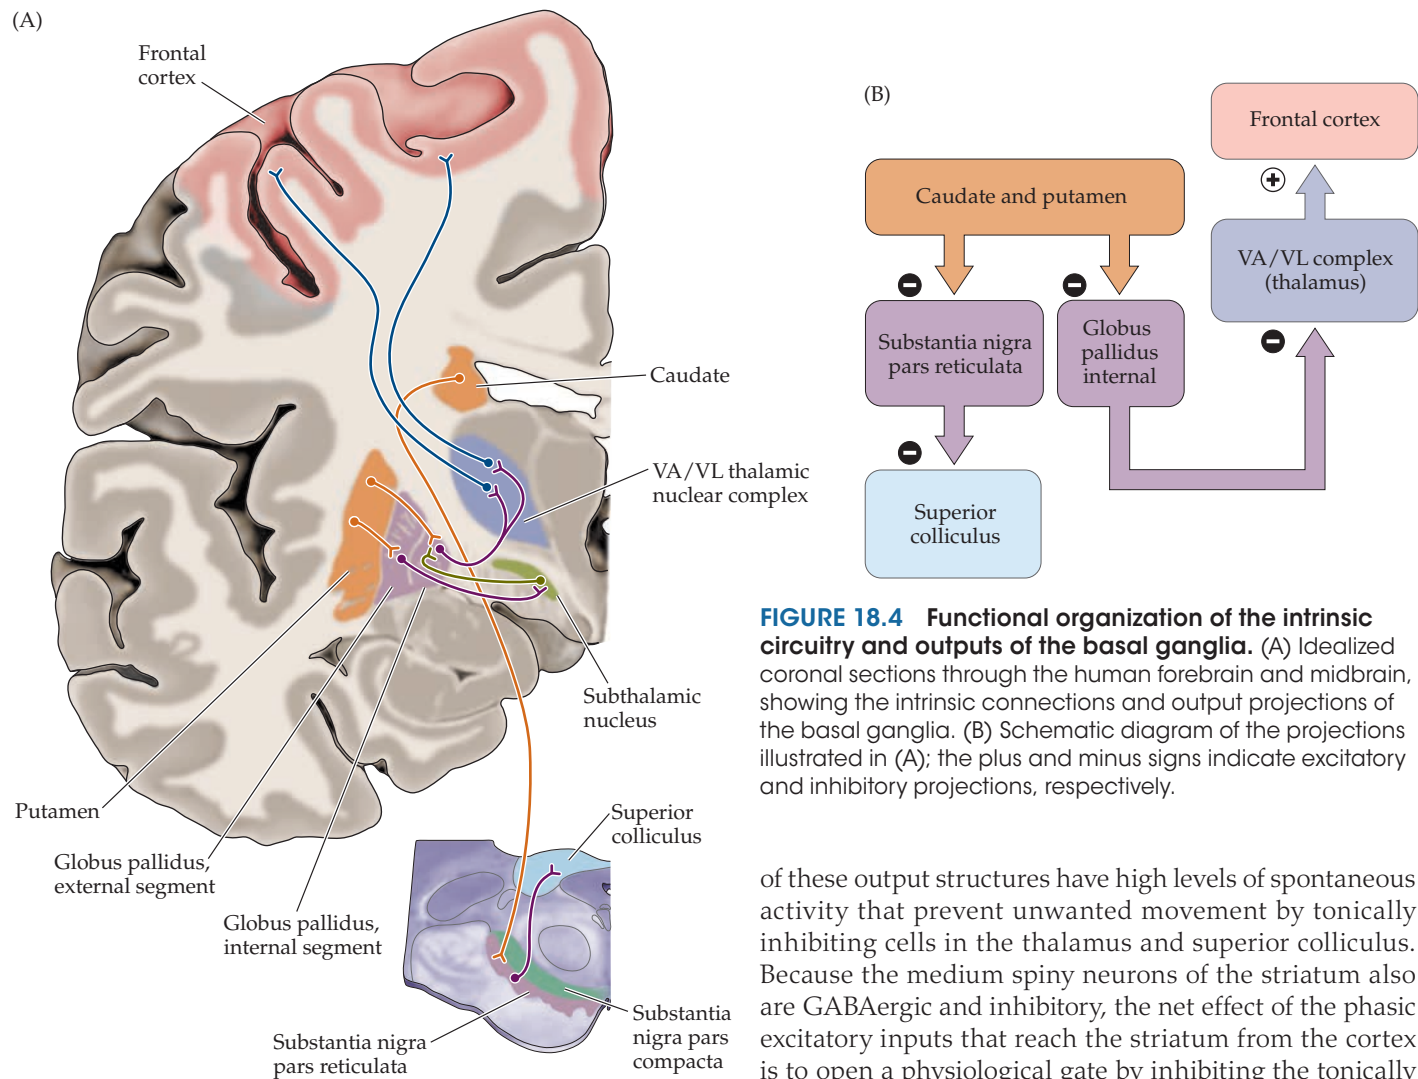 (A)
Frontal
cortex
Caudate
VA/VL thalamic
nuclear complex
Subthalamic
nucleus
Putamen
Globus pallidus,
external segment
Globus pallidus,
internal segment
Superior
colliculus
Substantia nigra
pars reticulata
Substantia
nigra pars
compacta
(B)
Frontal cortex
+
Caudate and putamen
VA/VL complex
(thalamus)
−
−
−
Substantia nigra
pars reticulata
Globus
pallidus
internal
−
Superior
colliculus
FIGURE 18.4 Functional organization of the intrinsic
circuitry and outputs of the basal ganglia. (A) Idealized
coronal sections through the human forebrain and midbrain,
showing the intrinsic connections and output projections of
the basal ganglia. (B) Schematic diagram of the projections
illustrated in (A); the plus and minus signs indicate excitatory
and inhibitory projections, respectively.
of these output structures have high levels of spontaneous
activity that prevent unwanted movement by tonically
inhibiting cells in the thalamus and superior colliculus.
Because the medium spiny neurons of the striatum also
are GABAergic and inhibitory, the net effect of the phasic
excitatory inputs that reach the striatum from the cortex
is to open a physiological gate by inhibiting the tonically